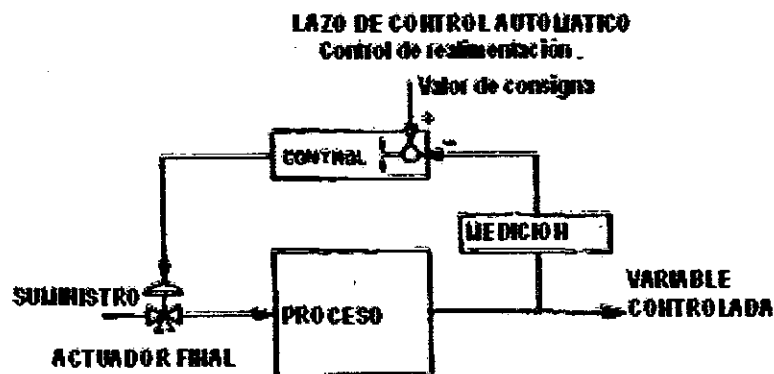 LAZO DE CONTROL AUTOMATICO
Control de realimentación.
Valor de consigna
+
-
CONTROL
MEDICION
SUMINISTRO
PROCESO
VARIABLE
CONTROLADA
ACTUADOR FINAL